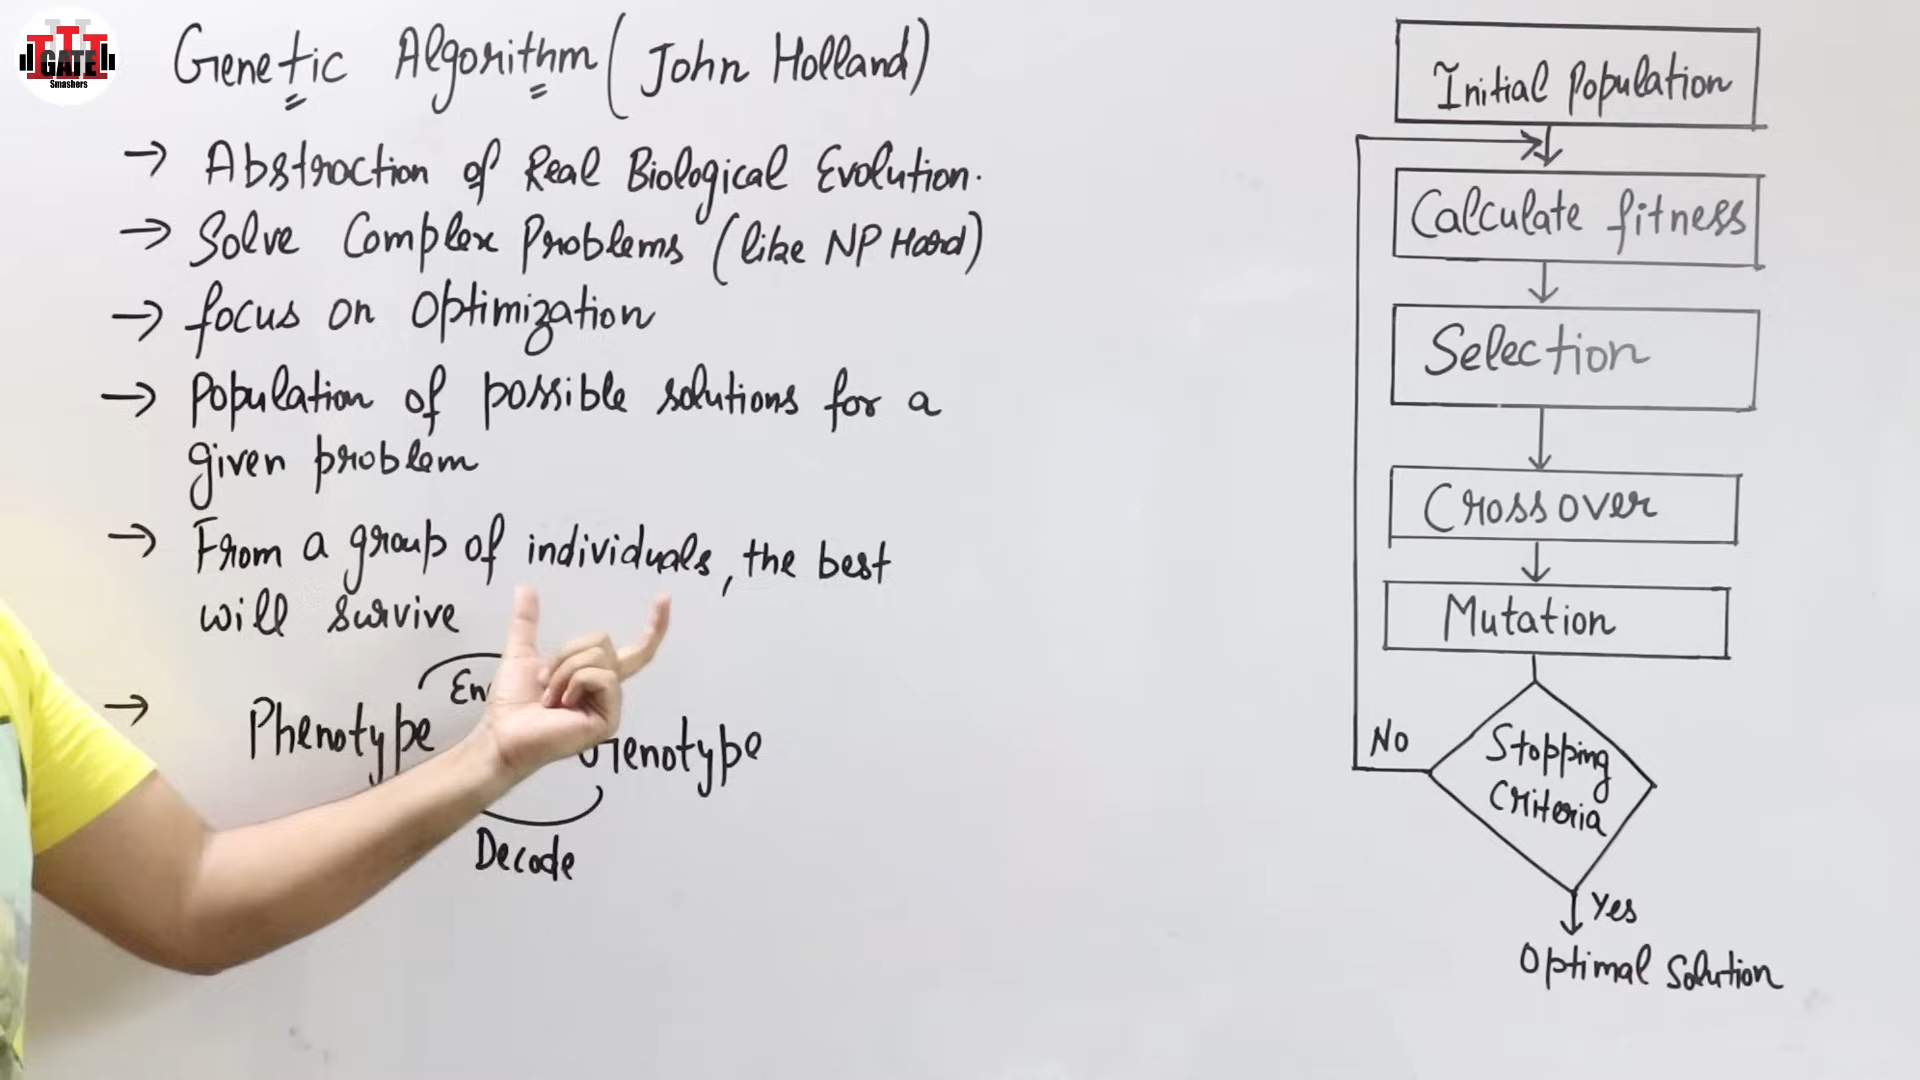 GATE
Smashers
Genetic Algorithm (John Holland)
→ Abstraction of Real Biological Evolution.
→ Solve Complex Problems (like NP Hard)
→ focus on Optimization
→ Population of possible solutions for a
given problem
→ From a group of individuals, the best
will survive
→ Phenotype
Genotype
Decode
Initial Population
Calculate fitness
Selection
Crossover
Mutation
No
Stopping
Criteria
Yes
Optimal Solution